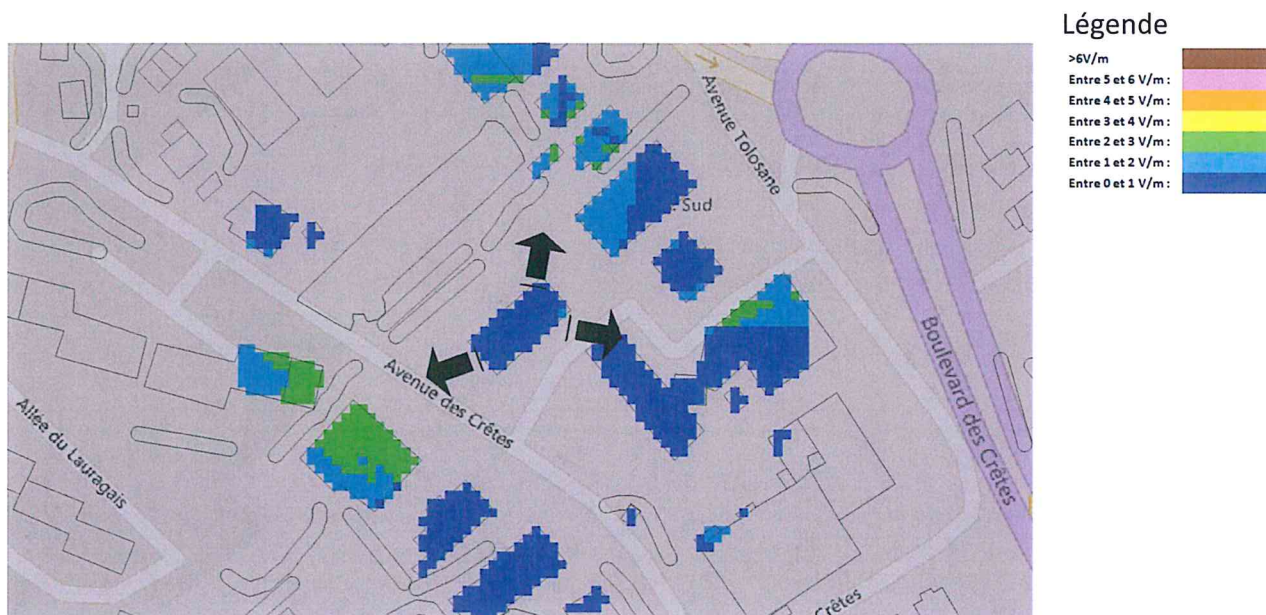 Légende
>6V/m
Entre 5 et 6 V/m :
Entre 4 et 5 V/m :
Entre 3 et 4 V/m :
Entre 2 et 3 V/m :
Entre 1 et 2 V/m :
Entre 0 et 1 V/m :
Avenue Tolosane
Sud
Avenue des Crêtes
Boulevard des Crêtes
Allée du Lauragais
Crêtes